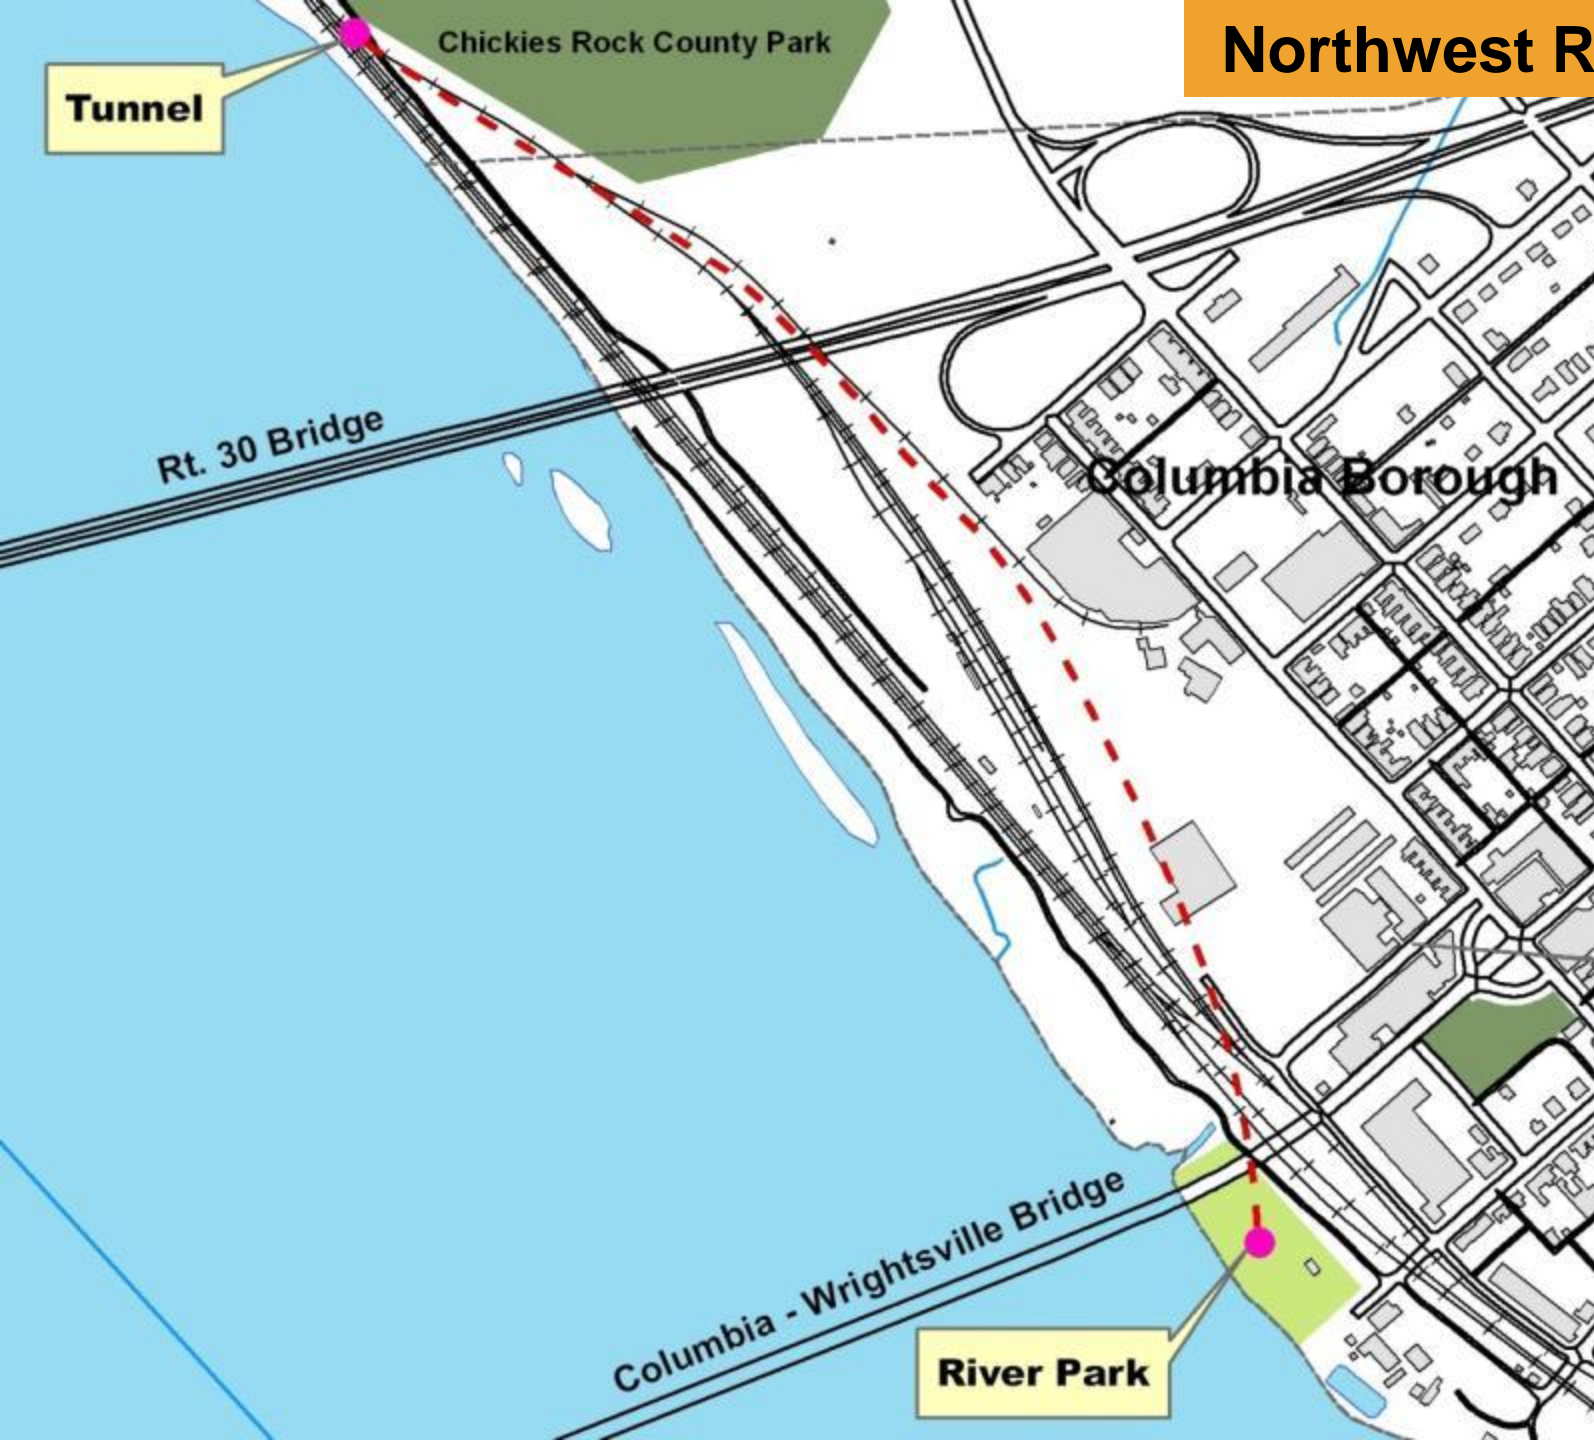 Northwest R
Chickies Rock County Park
Tunnel
Rt. 30 Bridge
Columbia Borough
Columbia - Wrightsville Bridge
River Park